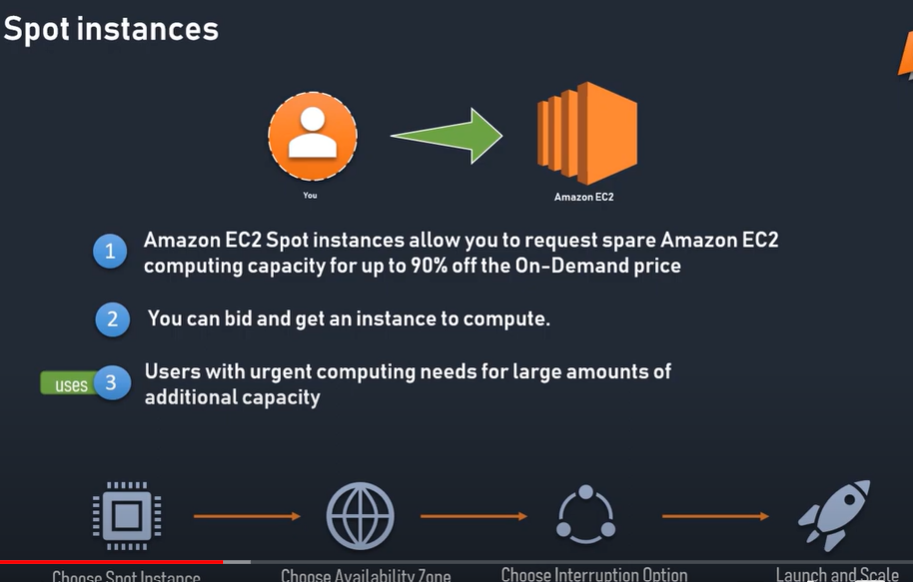 Spot instances
You
Amazon EC2
1
Amazon EC2 Spot instances allow you to request spare Amazon EC2
computing capacity for up to 90% off the On-Demand price
2
You can bid and get an instance to compute.
uses
3
Users with urgent computing needs for large amounts of
additional capacity
Choose Spot Instance
Choose Availability Zone
Choose Interruption Option
Launch and Scale